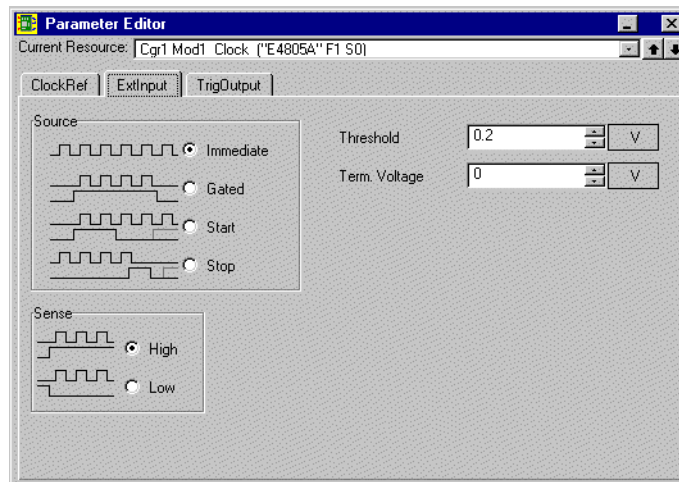 Parameter Editor
Current Resource: Cgr1 Mod1 Clock ("E4805A" F1 S0)
ClockRef ExtInput TrigOutput
Source
Immediate
Gated
Start
Stop
Threshold 0.2 V
Term. Voltage 0 V
Sense
High
Low